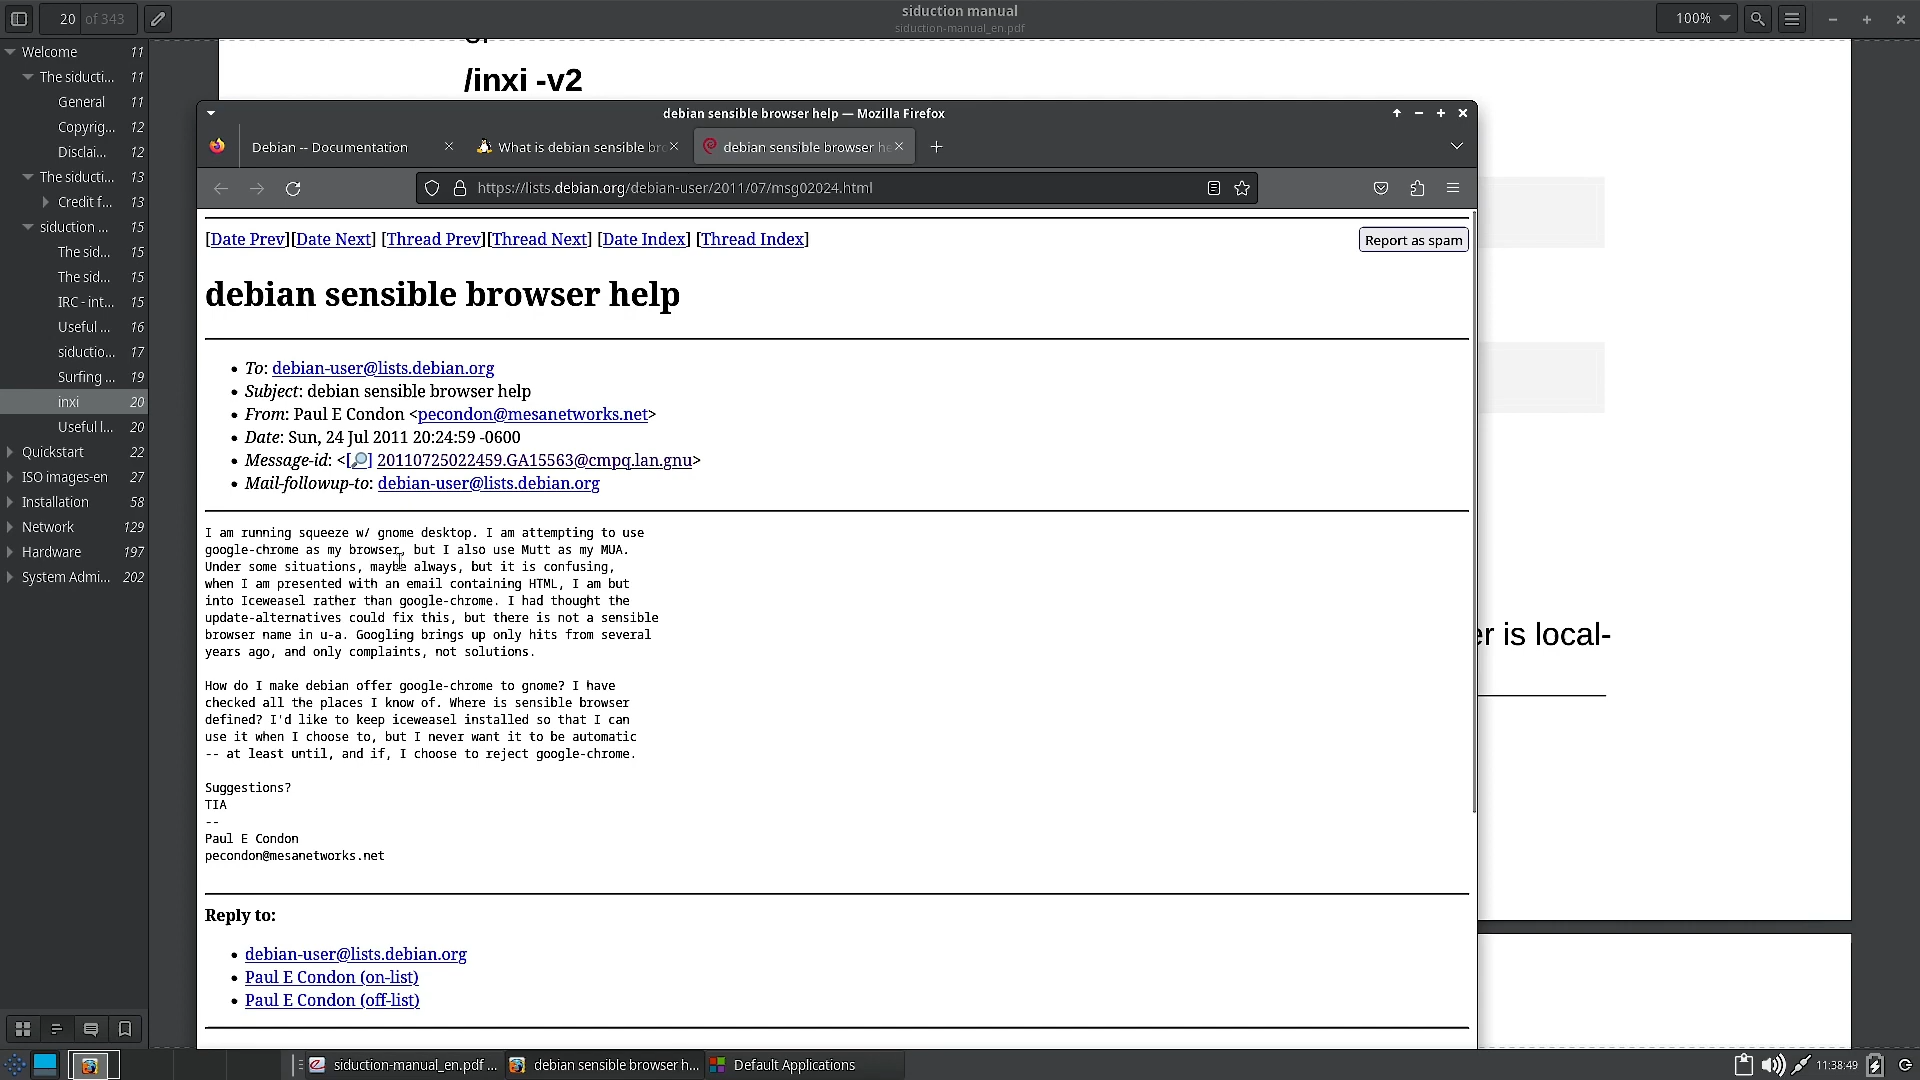 20 of 343
siduction manual
siduction-manual_en.pdf
100%
Welcome 11
The siducti... 11
General 11
Copyrig... 12
Disclai... 12
The siducti... 13
Credit f... 13
siduction ... 15
The sid... 15
The sid... 15
IRC - int... 15
Useful ... 16
siductio... 17
Surfing ... 19
inxi 20
Useful l... 20
Quickstart 22
ISO images-en 27
Installation 58
Network 129
Hardware 197
System Admi... 202
/inxi -v2
er is local-
debian sensible browser help — Mozilla Firefox
Debian -- Documentation
What is debian sensible br
debian sensible browser he
https://lists.debian.org/debian-user/2011/07/msg02024.html
[Date Prev][Date Next] [Thread Prev][Thread Next] [Date Index] [Thread Index]
Report as spam
debian sensible browser help
• To: debian-user@lists.debian.org
• Subject: debian sensible browser help
• From: Paul E Condon <pecondon@mesanetworks.net>
• Date: Sun, 24 Jul 2011 20:24:59 -0600
• Message-id: <[🔎] 20110725022459.GA15563@cmpq.lan.gnu>
• Mail-followup-to: debian-user@lists.debian.org
I am running squeeze w/ gnome desktop. I am attempting to use
google-chrome as my browser, but I also use Mutt as my MUA.
Under some situations, maybe always, but it is confusing,
when I am presented with an email containing HTML, I am but
into Iceweasel rather than google-chrome. I had thought the
update-alternatives could fix this, but there is not a sensible
browser name in u-a. Googling brings up only hits from several
years ago, and only complaints, not solutions.
How do I make debian offer google-chrome to gnome? I have
checked all the places I know of. Where is sensible browser
defined? I'd like to keep iceweasel installed so that I can
use it when I choose to, but I never want it to be automatic
-- at least until, and if, I choose to reject google-chrome.
Suggestions?
TIA
--
Paul E Condon
pecondon@mesanetworks.net
Reply to:
• debian-user@lists.debian.org
• Paul E Condon (on-list)
• Paul E Condon (off-list)
siduction-manual_en.pdf ...
debian sensible browser h...
Default Applications
11:38:49